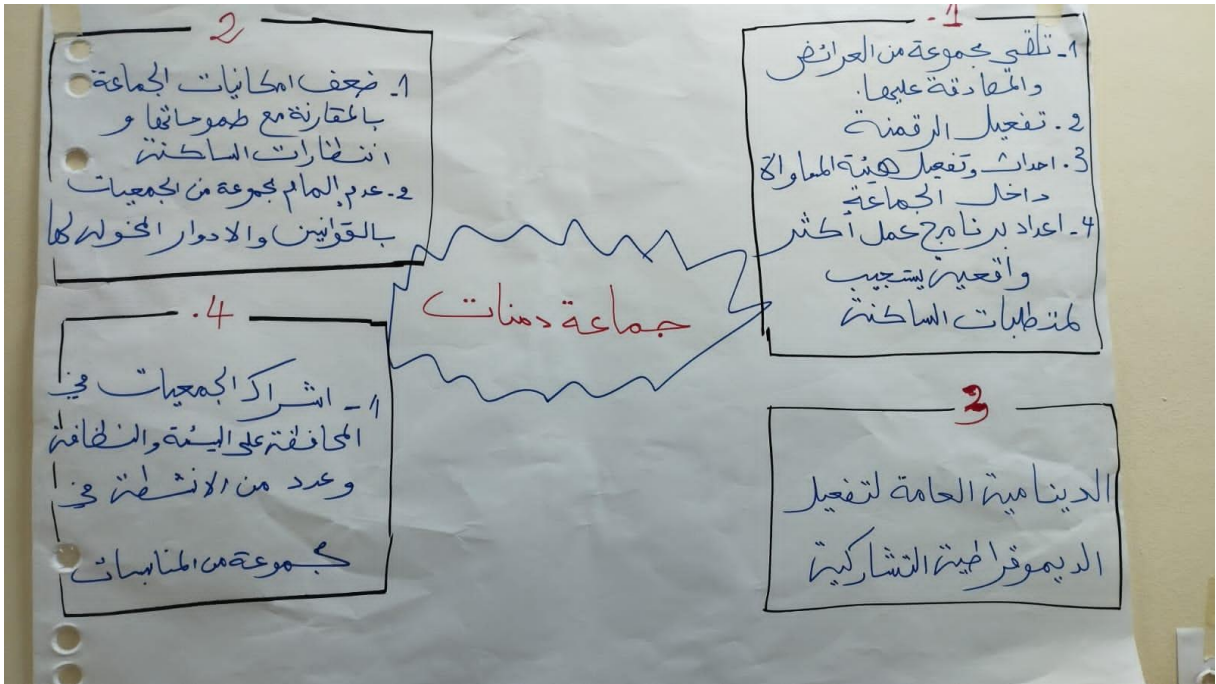 1.
1- تلقي مجموعة من العرائض
والمصادقة عليها.
2. تفعيل الرقمنة
3. احداث وتفعيل هيئة المساواة
داخل الجماعة
4- اعداد برنامج عمل أكثر
واقعية يستجيب
لمتطلبات الساكنة
2
1- ضعف امكانيات الجماعة
بالمقارنة مع طموحاتها و
انتظارات الساكنة
2- عدم إلمام مجموعة من الجمعيات
بالقوانين والادوار المخولة لها
جماعة دمنات
3
الدينامية العامة لتفعيل
الديموقراطية التشاركية
4.
1- اشراك الجمعيات في
المحافظة على البيئة والنظافة
وعدد من الانشطة في
مجموعة من المناسبات